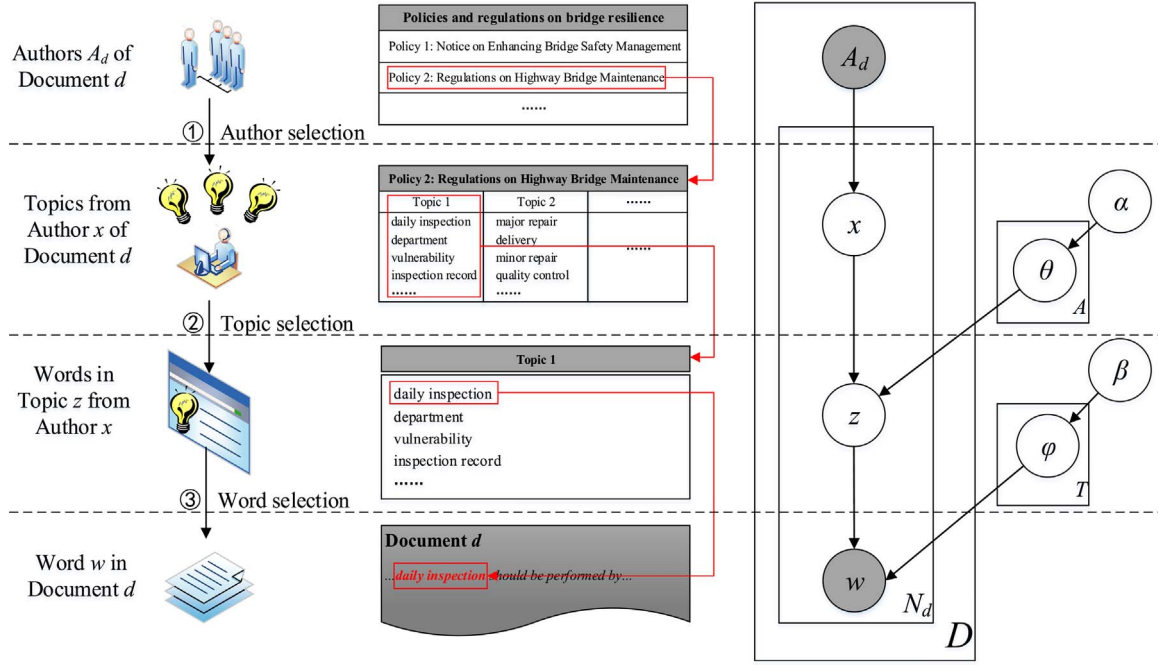 Authors A_d of
Document d
① Author selection
Topics from
Author x of
Document d
② Topic selection
Words in
Topic z from
Author x
③ Word selection
Word w in
Document d
Policies and regulations on bridge resilience
Policy 1: Notice on Enhancing Bridge Safety Management
Policy 2: Regulations on Highway Bridge Maintenance
......
Policy 2: Regulations on Highway Bridge Maintenance
Topic 1
daily inspection
department
vulnerability
inspection record
......
Topic 2
major repair
delivery
minor repair
quality control
......
......
......
Topic 1
daily inspection
department
vulnerability
inspection record
......
Document d
...daily inspection should be performed by...
A_d
x
z
w
N_d
D
α
θ
A
β
φ
T